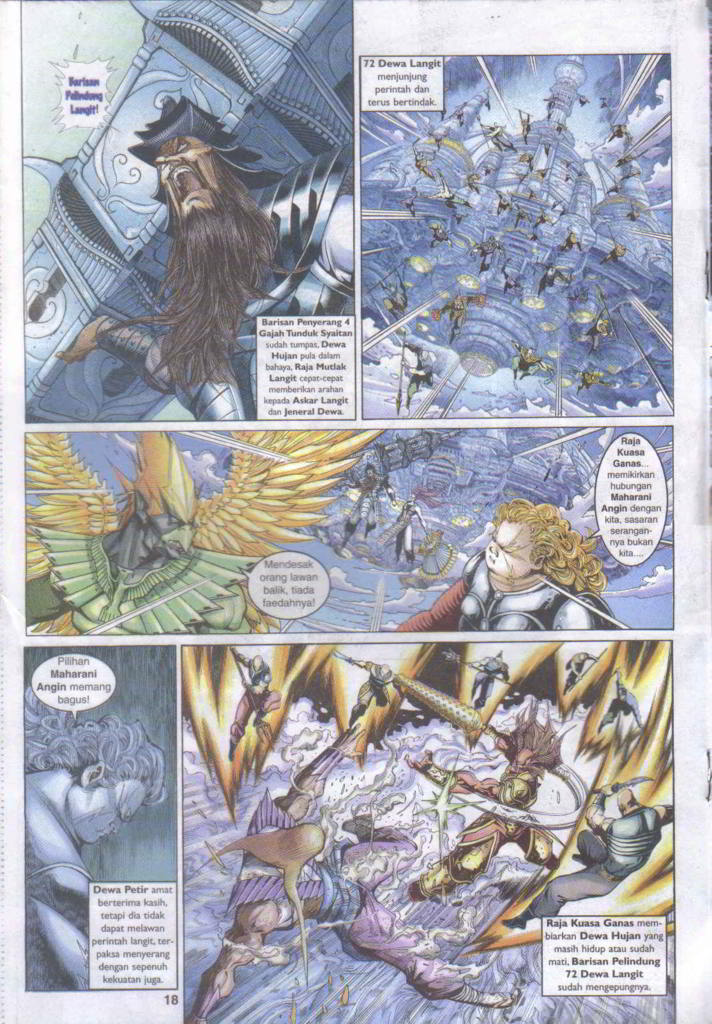 Barisan
Pelindung
Langit!
72 Dewa Langit
menjunjung
perintah dan
terus bertindak.
Barisan Penyerang 4
Gajah Tunduk Syaitan
sudah tumpas, Dewa
Hujan pula dalam
bahaya, Raja Mutlak
Langit cepat-cepat
memberikan arahan
kepada Askar Langit
dan Jeneral Dewa.
Raja
Kuasa
Ganas...
memikirkan
hubungan
Maharani
Angin dengan
kita, sasaran
serangan-
nya bukan
kita....
Mendesak
orang lawan
balik, tiada
faedahnya!
Pilihan
Maharani
Angin memang
bagus!
Dewa Petir amat
berterima kasih,
tetapi dia tidak
dapat melawan
perintah langit, ter-
paksa menyerang
dengan sepenuh
kekuatan juga.
Raja Kuasa Ganas mem-
biarkan Dewa Hujan yang
masih hidup atau sudah
mati, Barisan Pelindung
72 Dewa Langit
sudah mengepungnya.
18